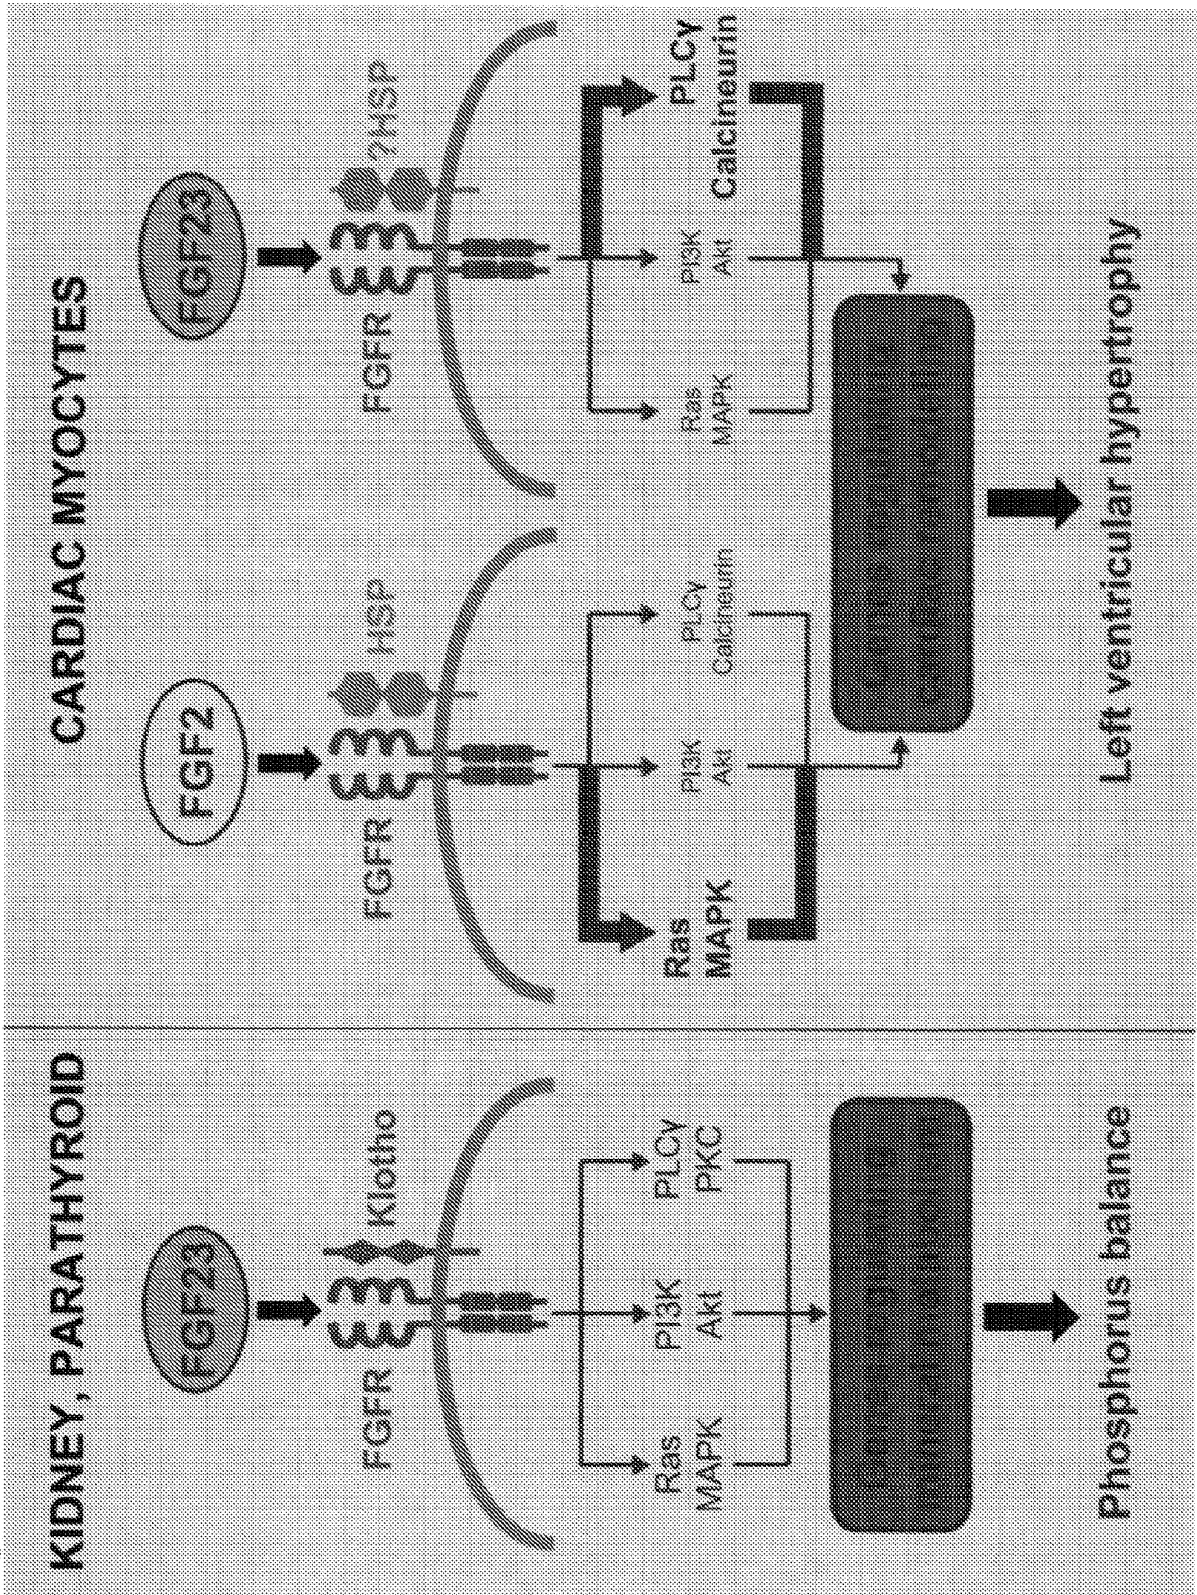 KIDNEY, PARATHYROID
FGF23
FGFR
Klotho
Ras
MAPK
PI3K
Akt
PLCγ
PKC
Phosphorus balance
CARDIAC MYOCYTES
FGF2
FGFR
HSP
Ras
MAPK
PI3K
Akt
PLCγ
Calcineurin
FGF23
FGFR
?HSP
Ras
MAPK
PI3K
Akt
PLCγ
Calcineurin
Left ventricular hypertrophy